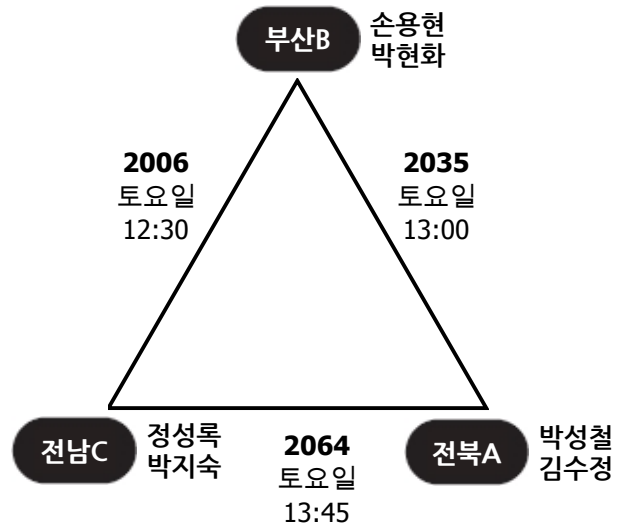 부산B
손용현
박현화
2006
토요일
12:30
2035
토요일
13:00
전남C
정성록
박지숙
2064
토요일
13:45
전북A
박성철
김수정